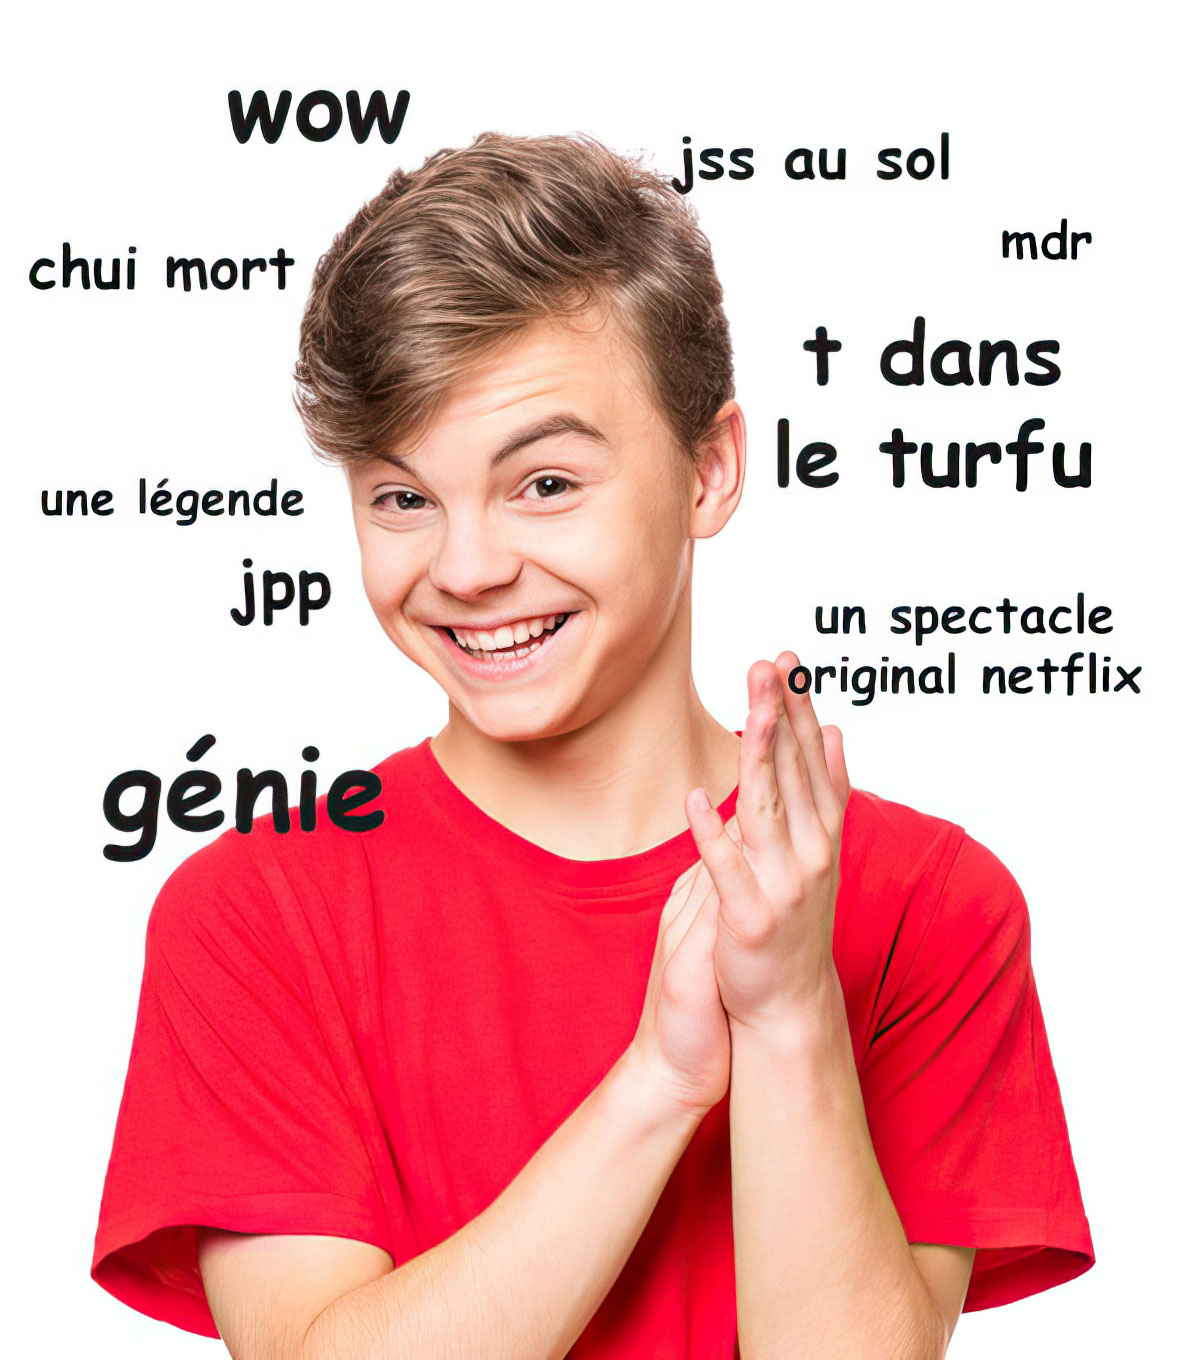 wow
jss au sol
mdr
chui mort
t dans
le turfu
une légende
jpp
un spectacle
original netflix
génie